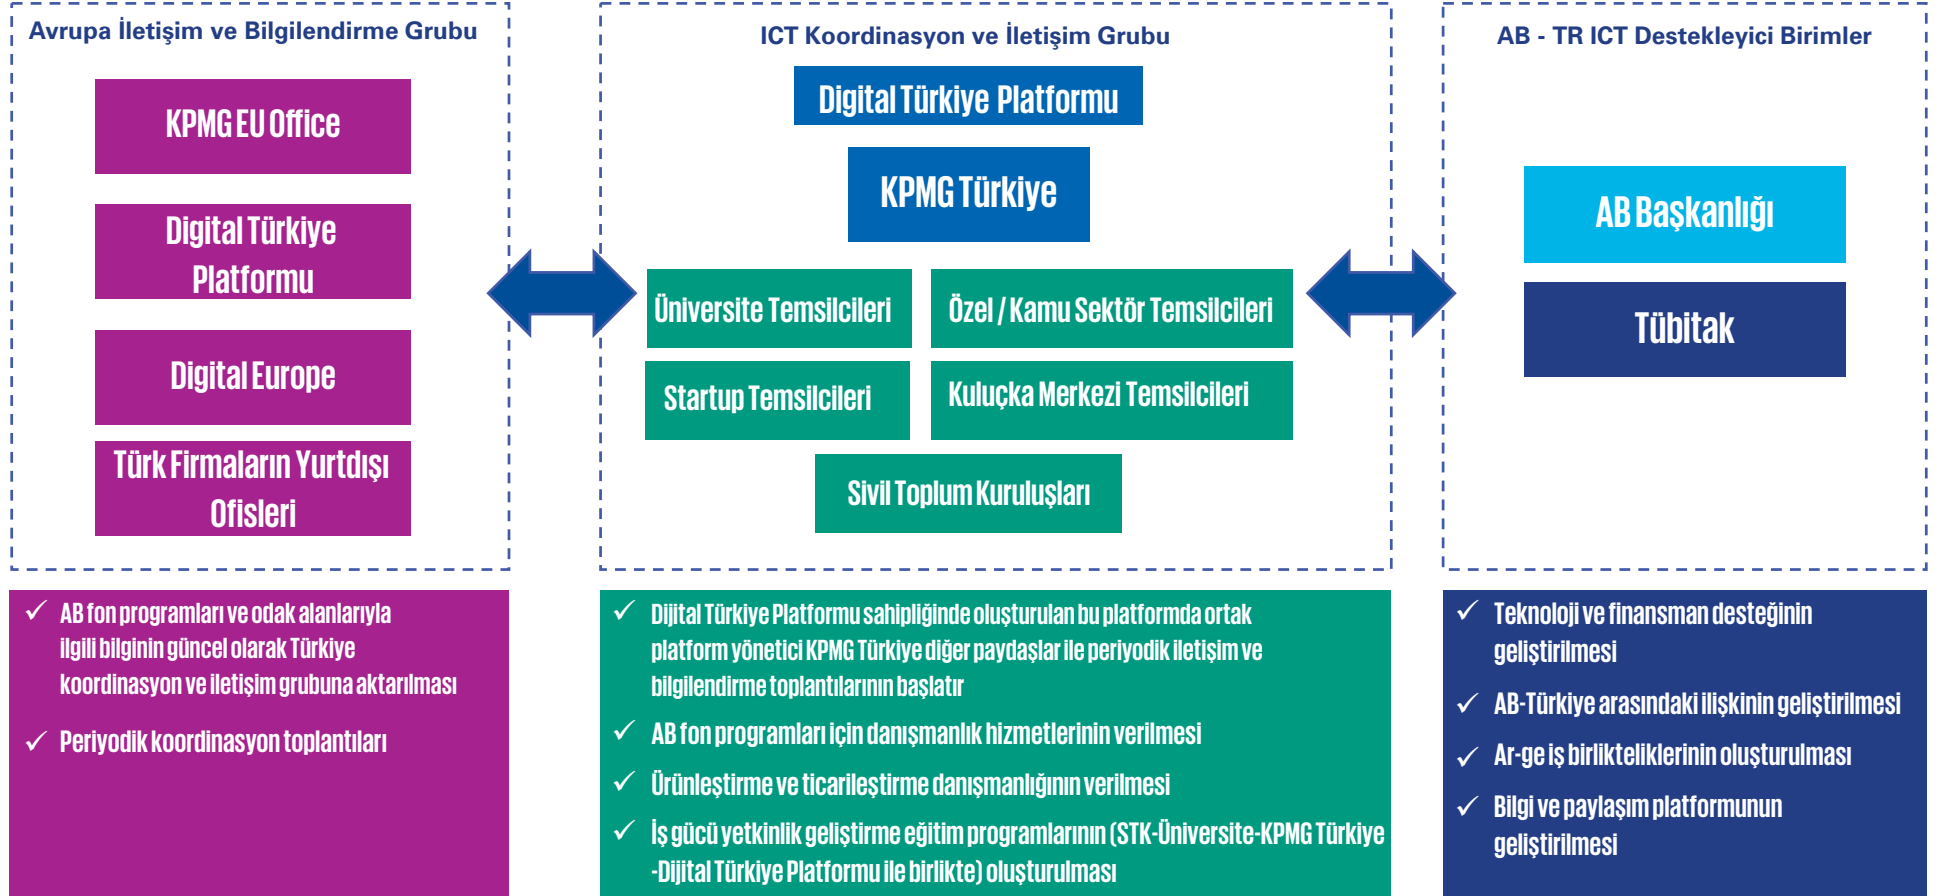 Avrupa İletişim ve Bilgilendirme Grubu
KPMG EU Office
Digital Türkiye
Platformu
Digital Europe
Türk Firmaların Yurtdışı
Ofisleri
AB fon programları ve odak alanlarıyla
ilgili bilginin güncel olarak Türkiye
koordinasyon ve iletişim grubuna aktarılması
Periyodik koordinasyon toplantıları
ICT Koordinasyon ve İletişim Grubu
Digital Türkiye Platformu
KPMG Türkiye
Üniversite Temsilcileri
Özel / Kamu Sektör Temsilcileri
Startup Temsilcileri
Kuluçka Merkezi Temsilcileri
Sivil Toplum Kuruluşları
Dijital Türkiye Platformu sahipliğinde oluşturulan bu platformda ortak
platform yönetici KPMG Türkiye diğer paydaşlar ile periyodik iletişim ve
bilgilendirme toplantılarının başlatır
AB fon programları için danışmanlık hizmetlerinin verilmesi
Ürünleştirme ve ticarileştirme danışmanlığının verilmesi
İş gücü yetkinlik geliştirme eğitim programlarının (STK-Üniversite-KPMG Türkiye
-Dijital Türkiye Platformu ile birlikte) oluşturulması
AB - TR ICT Destekleyici Birimler
AB Başkanlığı
Tübitak
Teknoloji ve finansman desteğinin
geliştirilmesi
AB-Türkiye arasındaki ilişkinin geliştirilmesi
Ar-ge iş birlikteliklerinin oluşturulması
Bilgi ve paylaşım platformunun
geliştirilmesi